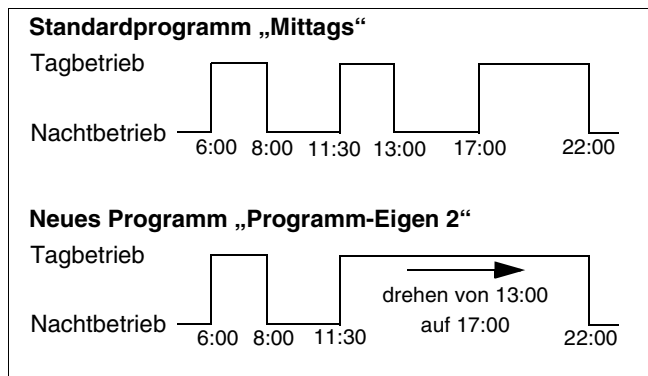 Standardprogramm „Mittags“
Tagbetrieb
Nachtbetrieb
6:00 8:00 11:30 13:00 17:00 22:00
Neues Programm „Programm-Eigen 2“
Tagbetrieb
drehen von 13:00
auf 17:00
Nachtbetrieb
6:00 8:00 11:30 22:00